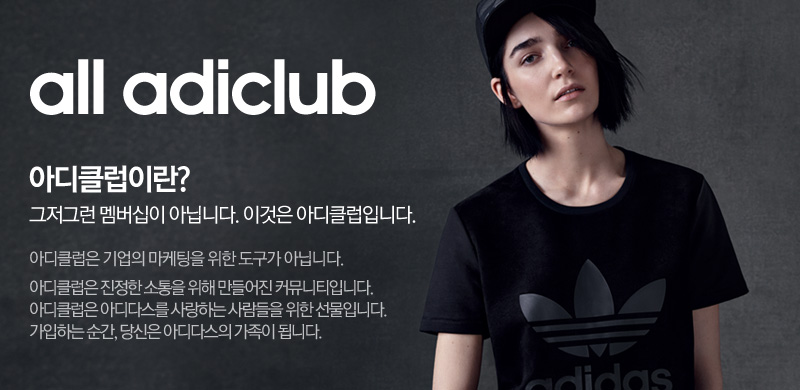 all adiclub
아디클럽이란?
그저그런 멤버십이 아닙니다. 이것은 아디클럽입니다.
아디클럽은 기업의 마케팅을 위한 도구가 아닙니다.
아디클럽은 진정한 소통을 위해 만들어진 커뮤니티입니다.
아디클럽은 아디다스를 사랑하는 사람들을 위한 선물입니다.
가입하는 순간, 당신은 아디다스의 가족이 됩니다.
adidas